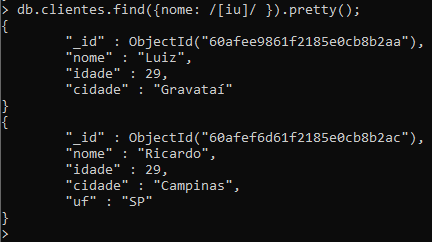 > db.clientes.find({nome: /[iu]/ }).pretty();
{
        "_id" : ObjectId("60afee9861f2185e0cb8b2aa"),
        "nome" : "Luiz",
        "idade" : 29,
        "cidade" : "Gravataí"
}
{
        "_id" : ObjectId("60afef6d61f2185e0cb8b2ac"),
        "nome" : "Ricardo",
        "idade" : 29,
        "cidade" : "Campinas",
        "uf" : "SP"
}
>